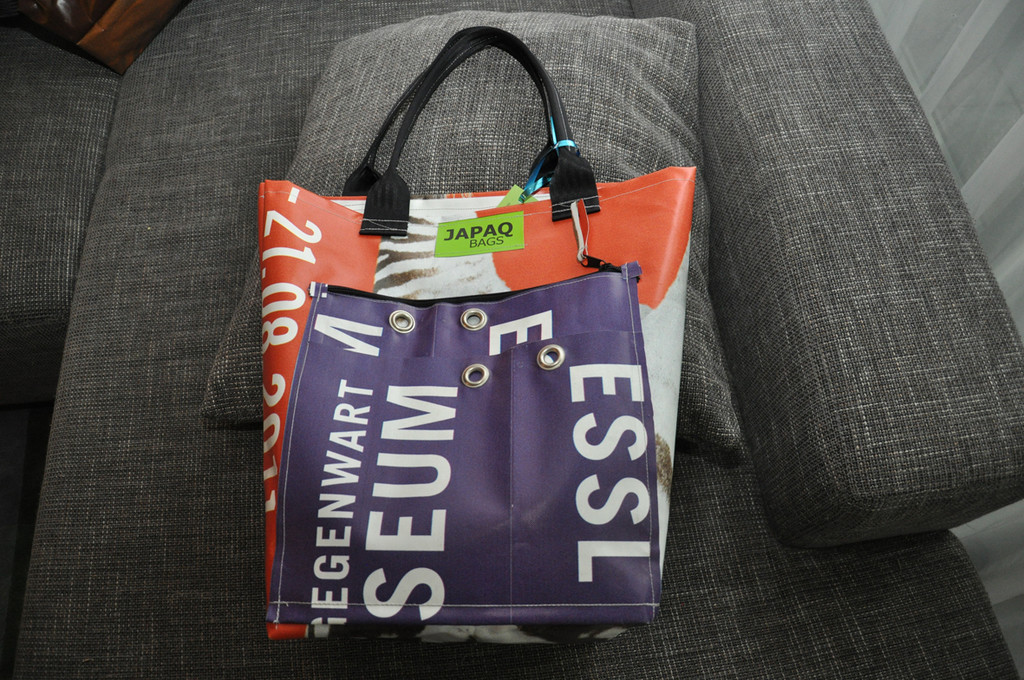 JAPAQ
BAGS
- 21.08.2011
M
GEGENWART
SEUM
E
ESSL